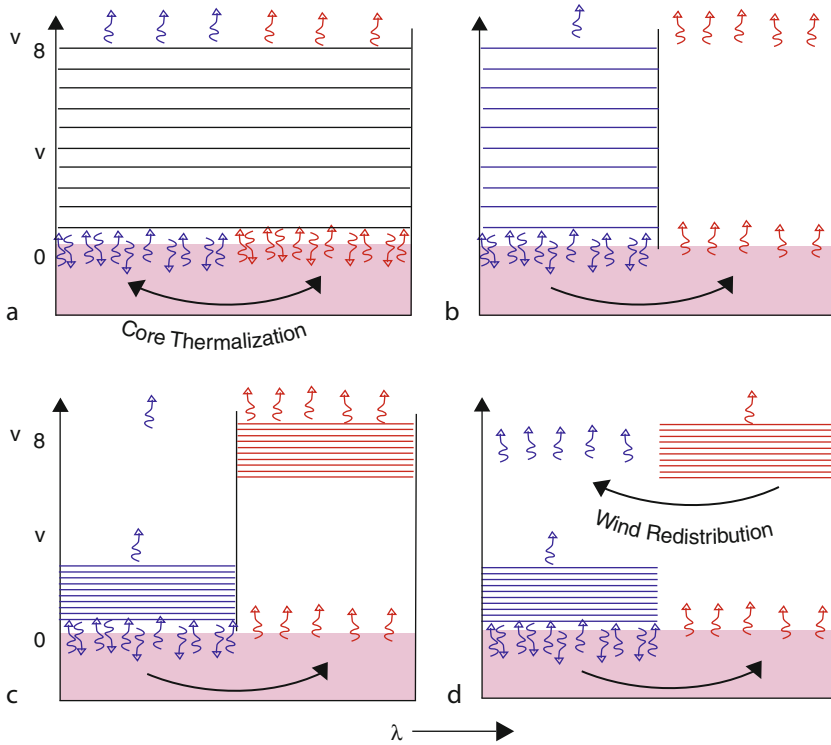 v
8
v
0
a
Core Thermalization
b
v
8
v
0
c
Wind Redistribution
d
λ